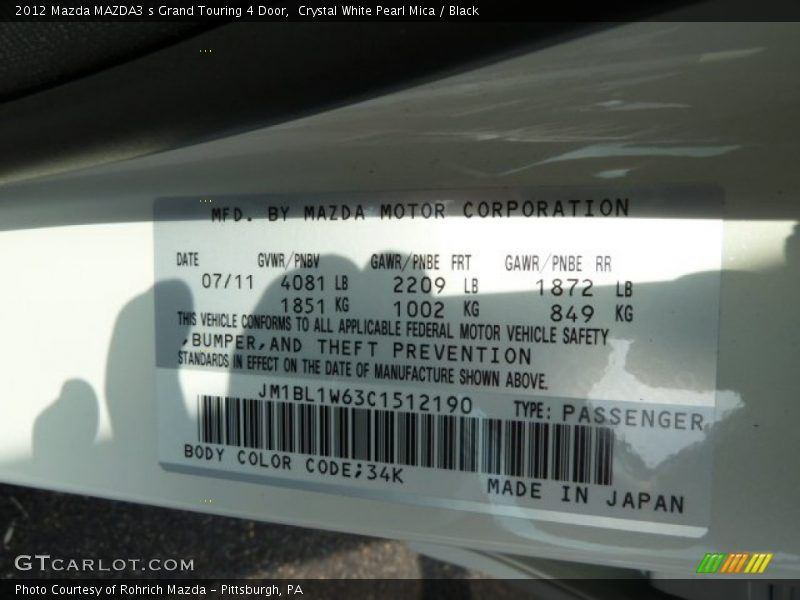 2012 Mazda MAZDA3 s Grand Touring 4 Door,  Crystal White Pearl Mica / Black
MFD. BY MAZDA MOTOR CORPORATION
DATE GVWR/PNBV GAWR/PNBE FRT GAWR/PNBE RR
07/11 4081 LB 2209 LB 1872 LB
1851 KG 1002 KG 849 KG
THIS VEHICLE CONFORMS TO ALL APPLICABLE FEDERAL MOTOR VEHICLE SAFETY
,BUMPER,AND THEFT PREVENTION
STANDARDS IN EFFECT ON THE DATE OF MANUFACTURE SHOWN ABOVE.
JM1BL1W63C1512190 TYPE: PASSENGER
BODY COLOR CODE;34K MADE IN JAPAN
GTCARLOT.COM
Photo Courtesy of Rohrich Mazda – Pittsburgh, PA